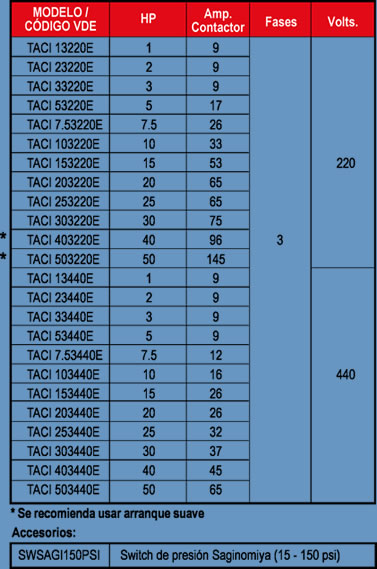 MODELO / CÓDIGO VDE HP Amp. Contactor Fases Volts.
TACI 13220E 1 9
TACI 23220E 2 9
TACI 33220E 3 9
TACI 53220E 5 17
TACI 7.53220E 7.5 26
TACI 103220E 10 33
TACI 153220E 15 53 220
TACI 203220E 20 65
TACI 253220E 25 65
TACI 303220E 30 75
* TACI 403220E 40 96 3
* TACI 503220E 50 145
TACI 13440E 1 9
TACI 23440E 2 9
TACI 33440E 3 9
TACI 53440E 5 9
TACI 7.53440E 7.5 12
TACI 103440E 10 16 440
TACI 153440E 15 26
TACI 203440E 20 26
TACI 253440E 25 32
TACI 303440E 30 37
TACI 403440E 40 45
TACI 503440E 50 65
* Se recomienda usar arranque suave
Accesorios:
SWSAGI150PSI Switch de presión Saginomiya (15 - 150 psi)